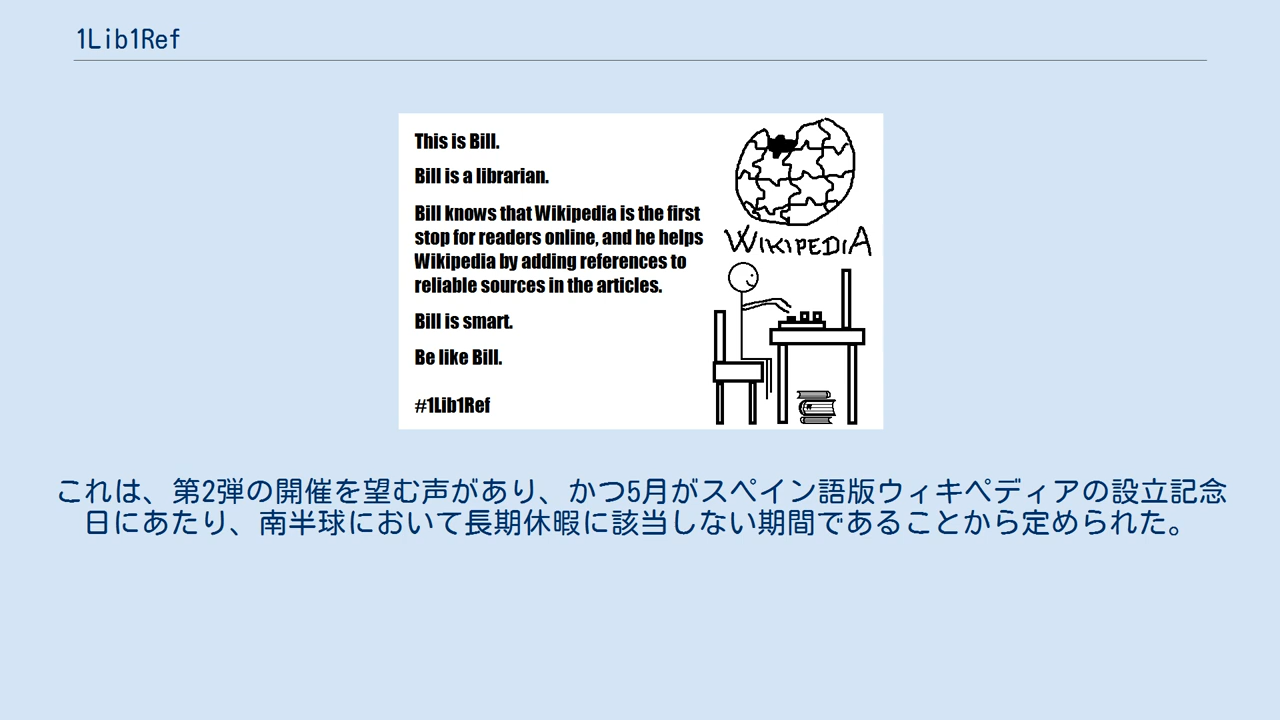 1Lib1Ref
This is Bill.
Bill is a librarian.
Bill knows that Wikipedia is the first
stop for readers online, and he helps
Wikipedia by adding references to
reliable sources in the articles.
Bill is smart.
Be like Bill.
#1Lib1Ref
WIKIPEDIA
これは、第2弾の開催を望む声があり、かつ5月がスペイン語版ウィキペディアの設立記念
日にあたり、南半球において長期休暇に該当しない期間であることから定められた。